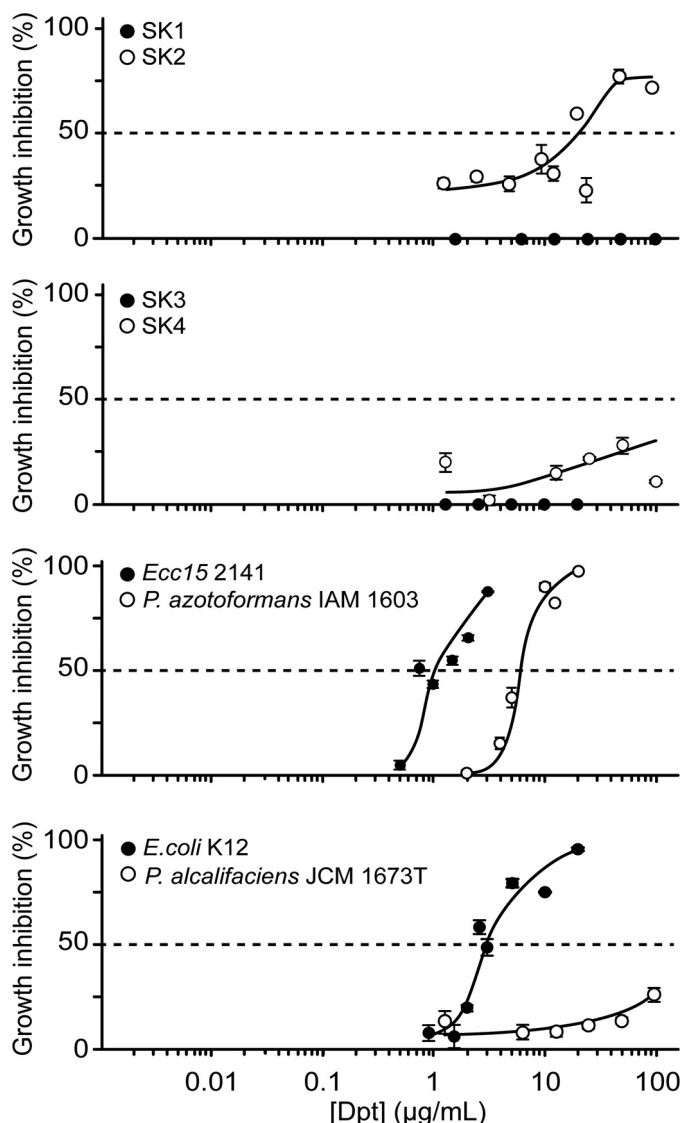 Growth inhibition (%)
100
50
0
SK1
SK2
Growth inhibition (%)
100
50
0
SK3
SK4
Growth inhibition (%)
100
50
0
Ecc15 2141
P. azotoformans IAM 1603
Growth inhibition (%)
100
50
0
E.coli K12
P. alcalifaciens JCM 1673T
0.01 0.1 1 10 100
[Dpt] (µg/mL)